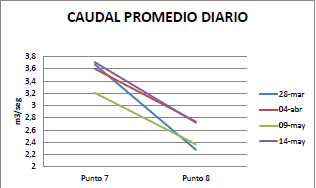 CAUDAL PROMEDIO DIARIO
3,8
3,6
3,4
3,2
3
2,8
2,6
2,4
2,2
2
m3/seg
Punto 7 Punto 8
28-mar
04-abr
09-may
14-may